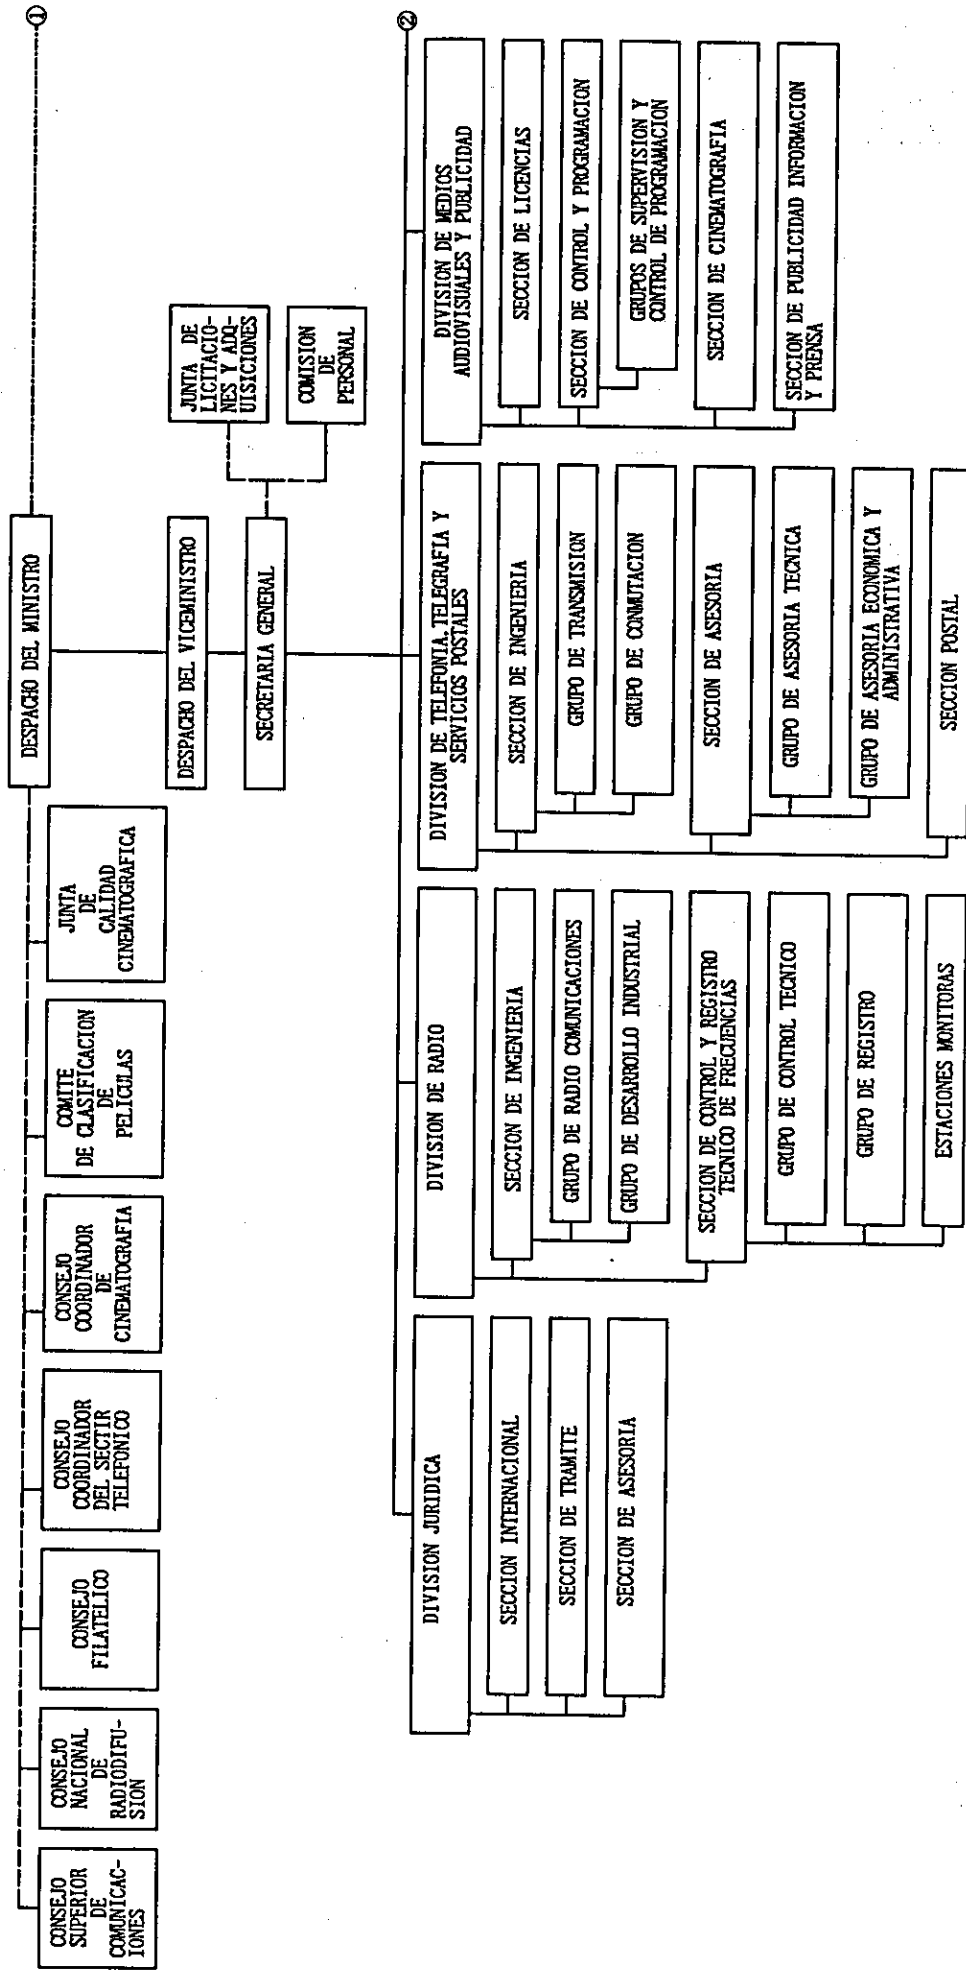 ①
DESPACHO DEL MINISTRO
CONSEJO
SUPERIOR
DE
COMUNICAC-
IONES
CONSEJO
NACIONAL
DE
RADIODIFU-
SION
CONSEJO
FILATELICO
CONSEJO
COORDINADOR
DEL SECTIR
TELEFONICO
CONSEJO
COORDINADOR
DE
CINEMATOGRAFIA
COMITE
DE CLASIFICACION
DE
PELICULAS
JUNTA
DE
CALIDAD
CINEMATOGRAFICA
DESPACHO DEL VICEMINISTRO
SECRETARIA GENERAL
JUNTA DE
LICITACIO-
NES Y ADQ-
UISICIONES
COMISION
DE
PERSONAL
②
DIVISION JURIDICA
SECCION INTERNACIONAL
SECCION DE TRAMITE
SECCION DE ASESORIA
DIVISION DE RADIO
SECCION DE INGENIERIA
GRUPO DE RADIO COMUNICACIONES
GRUPO DE DESARROLLO INDUSTRIAL
SECCION DE CONTROL Y REGISTRO
TECNICO DE FRECUENCIAS
GRUPO DE CONTROL TECNICO
GRUPO DE REGISTRO
ESTACIONES MONITORAS
DIVISION DE TELEFONIA, TELEGRAFIA Y
SERVICIOS POSTALES
SECCION DE INGENIERIA
GRUPO DE TRANSMISION
GRUPO DE CONMUTACION
SECCION DE ASESORIA
GRUPO DE ASESORIA TECNICA
GRUPO DE ASESORIA ECONOMICA Y
ADMINISTRATIVA
SECCION POSTAL
DIVISION DE MEDIOS
AUDIOVISUALES Y PUBLICIDAD
SECCION DE LICENCIAS
SECCION DE CONTROL Y PROGRAMACION
GRUPOS DE SUPERVISION Y
CONTROL DE PROGRAMACION
SECCION DE CINEMATOGRAFIA
SECCION DE PUBLICIDAD INFORMACION
Y PRENSA